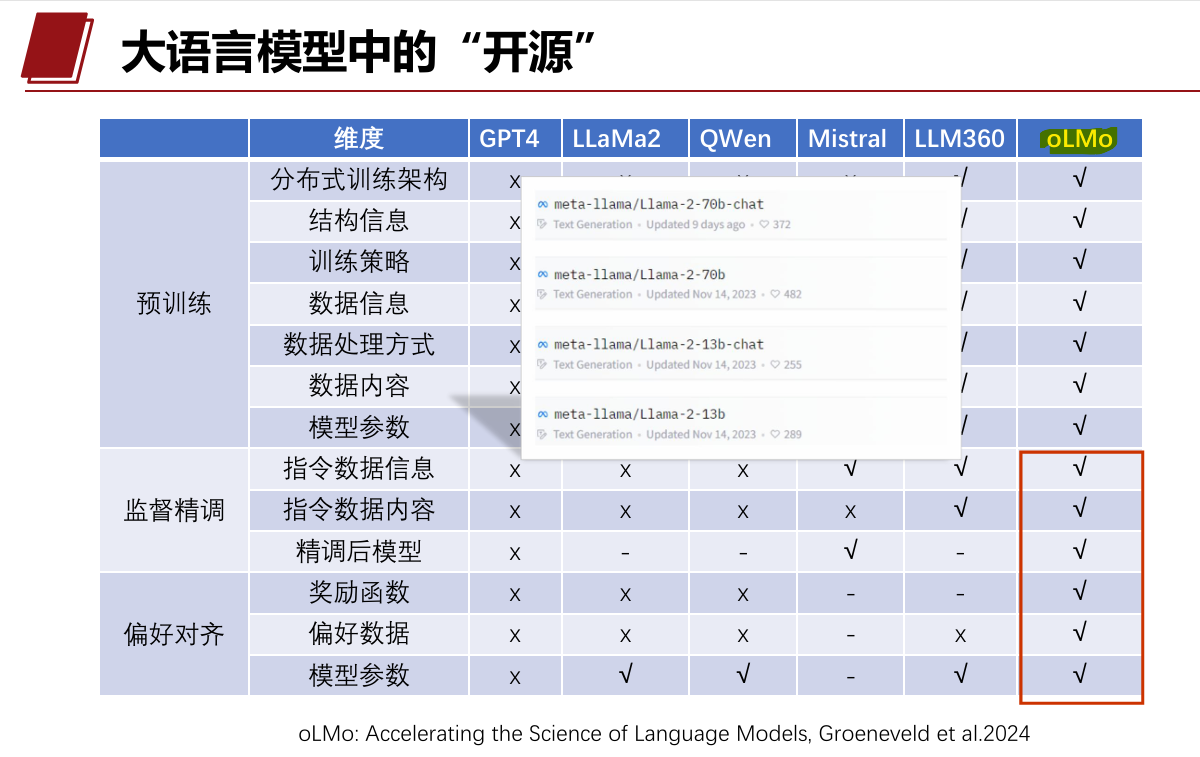 大语言模型中的“开源”
维度 GPT4 LLaMa2 QWen Mistral LLM360 oLMo
预训练
分布式训练架构 x √ √
结构信息 x √ √
训练策略 x √ √
数据信息 x √ √
数据处理方式 x √ √
数据内容 x √ √
模型参数 x √ √
meta-llama/Llama-2-70b-chat
Text Generation • Updated 9 days ago • ♡ 372
meta-llama/Llama-2-70b
Text Generation • Updated Nov 14, 2023 • ♡ 482
meta-llama/Llama-2-13b-chat
Text Generation • Updated Nov 14, 2023 • ♡ 255
meta-llama/Llama-2-13b
Text Generation • Updated Nov 14, 2023 • ♡ 289
监督精调
指令数据信息 x x x √ √ √
指令数据内容 x x x x √ √
精调后模型 x - - √ - √
偏好对齐
奖励函数 x x x - - √
偏好数据 x x x - x √
模型参数 x √ √ - √ √
oLMo: Accelerating the Science of Language Models, Groeneveld et al.2024